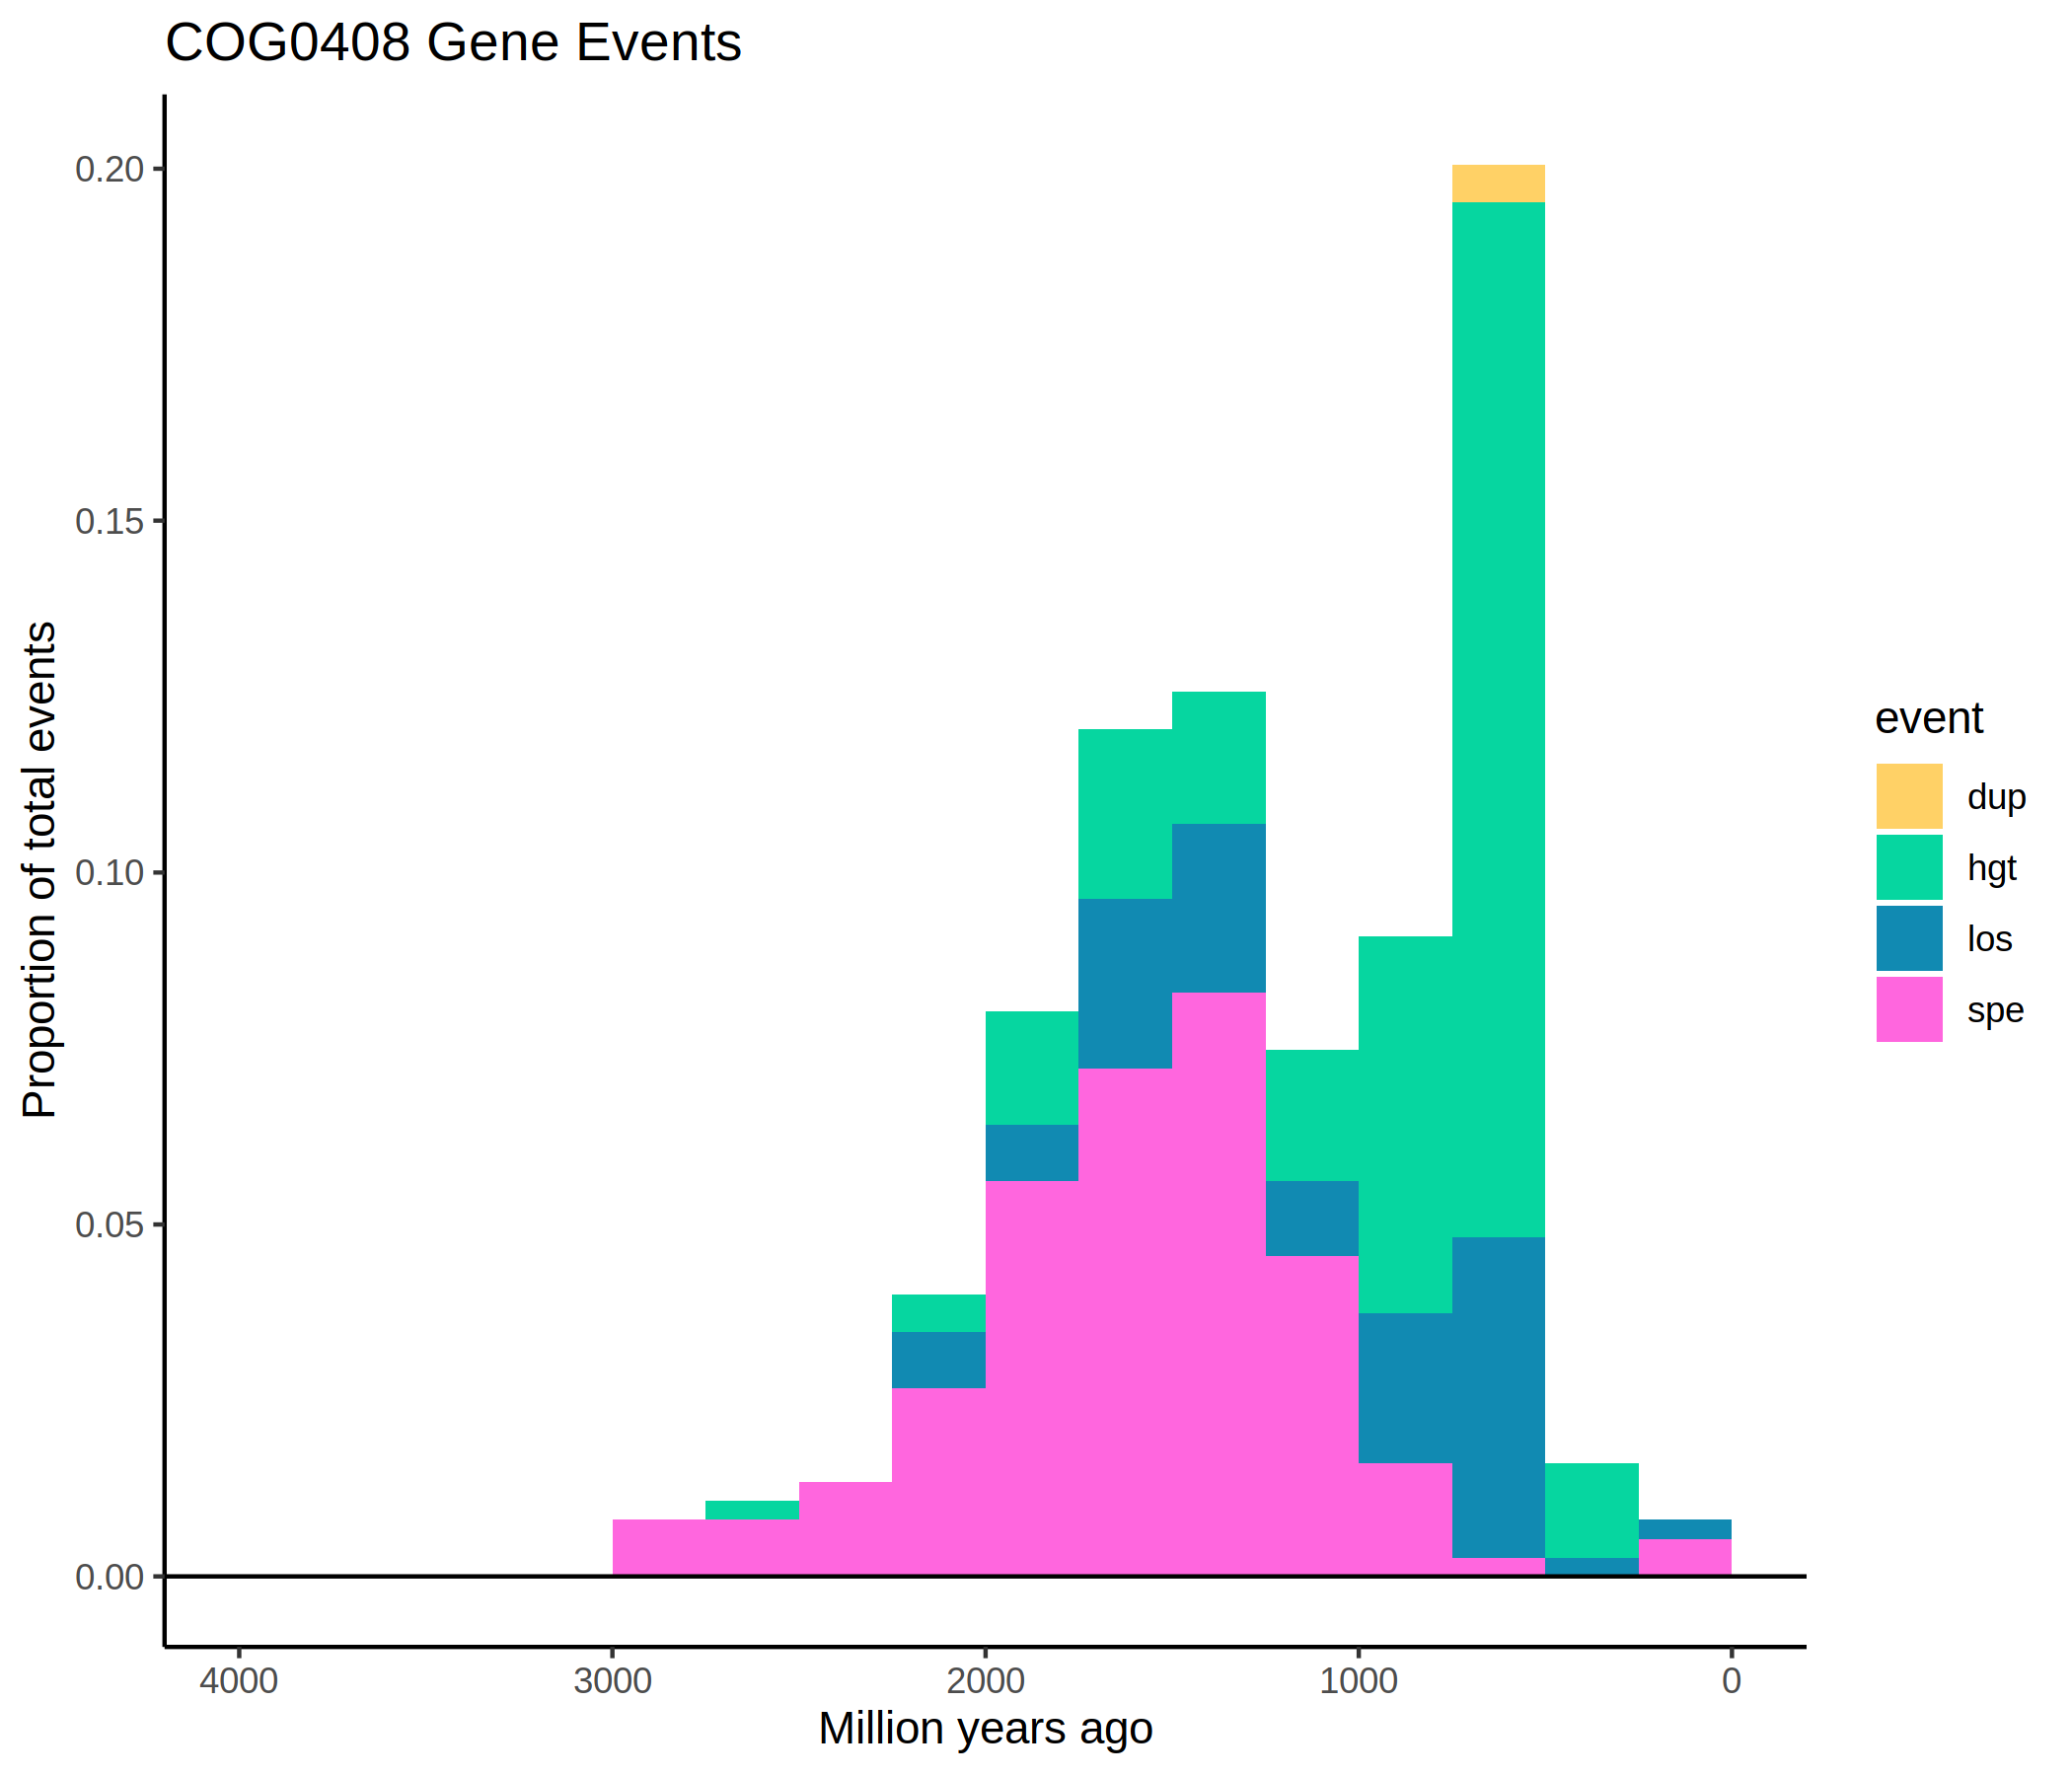 COG0408 Gene Events
Proportion of total events
0.20
0.15
0.10
0.05
0.00
4000 3000 2000 1000 0
Million years ago
event
dup
hgt
los
spe